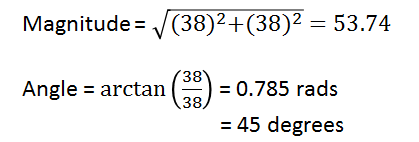 Magnitude = √(38)²+(38)² = 53.74
Angle = arctan (38/38) = 0.785 rads
= 45 degrees